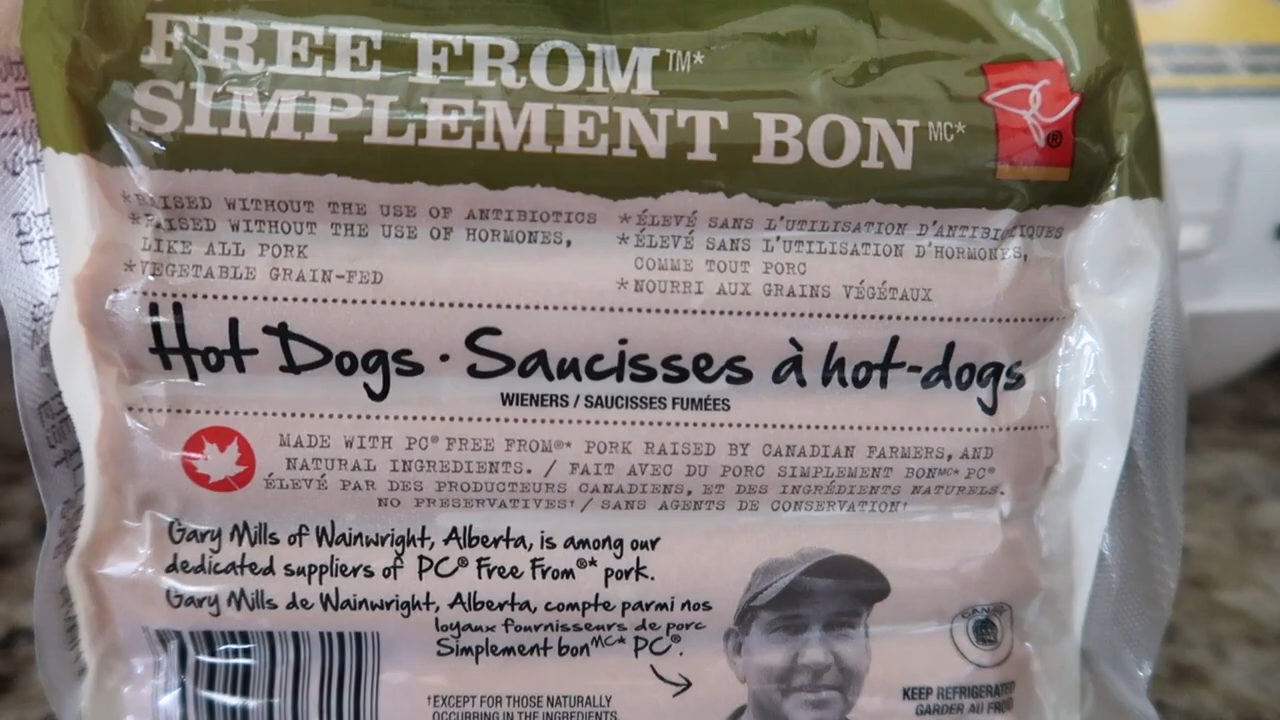 FREE FROM™*
SIMPLEMENT BON MC*
*RAISED WITHOUT THE USE OF ANTIBIOTICS
*RAISED WITHOUT THE USE OF HORMONES,
LIKE ALL PORK
*VEGETABLE GRAIN-FED
*ÉLEVÉ SANS L'UTILISATION D'ANTIBIOTIQUES
*ÉLEVÉ SANS L'UTILISATION D'HORMONES,
COMME TOUT PORC
*NOURRI AUX GRAINS VÉGÉTAUX
Hot Dogs · Saucisses à hot-dogs
WIENERS / SAUCISSES FUMÉES
MADE WITH PC® FREE FROM®* PORK RAISED BY CANADIAN FARMERS, AND
NATURAL INGREDIENTS. / FAIT AVEC DU PORC SIMPLEMENT BON MC* PC®
ÉLEVÉ PAR DES PRODUCTEURS CANADIENS, ET DES INGRÉDIENTS NATURELS.
NO PRESERVATIVES† / SANS AGENTS DE CONSERVATION†
Gary Mills of Wainwright, Alberta, is among our
dedicated suppliers of PC® Free From®* pork.
Gary Mills de Wainwright, Alberta, compte parmi nos
loyaux fournisseurs de porc
Simplement bon MC* PC®.
†EXCEPT FOR THOSE NATURALLY
OCCURRING IN THE INGREDIENTS.
KEEP REFRIGERATED
GARDER AU FROID